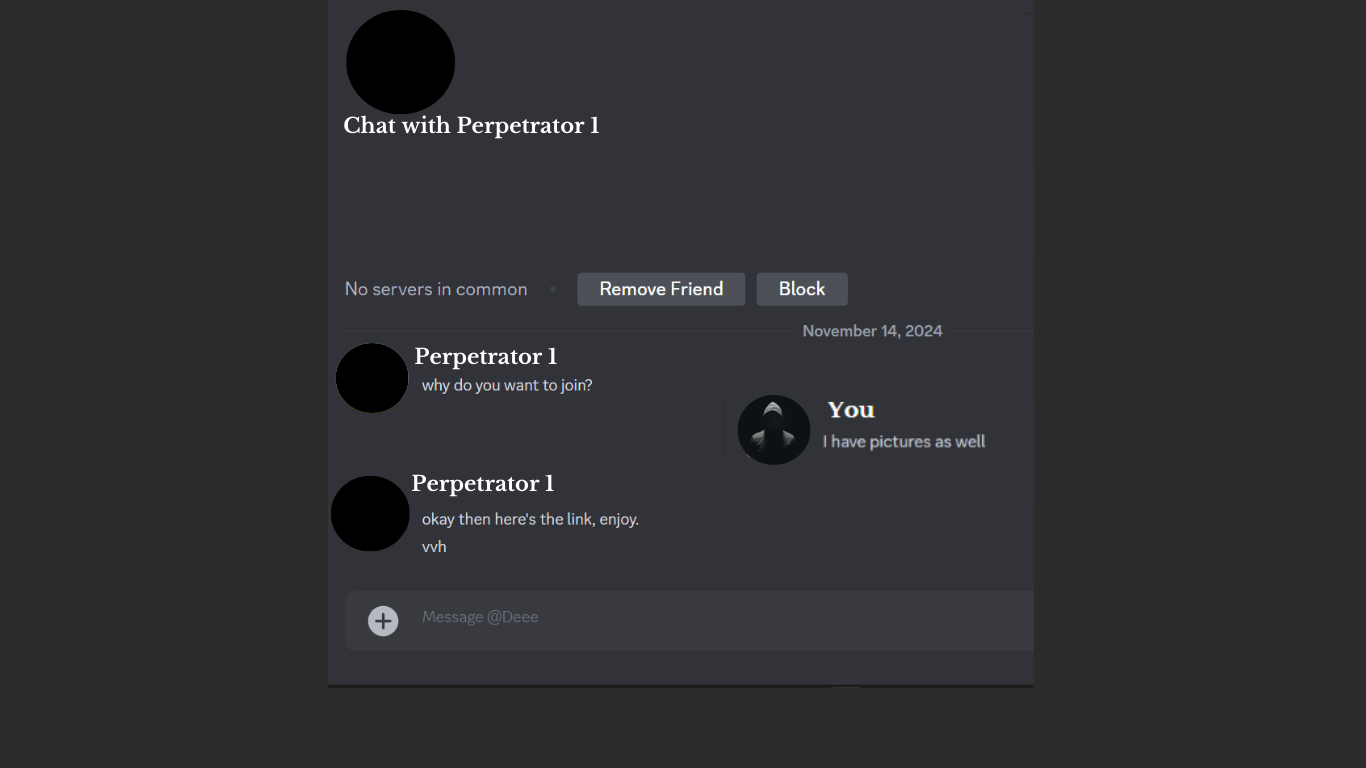 Chat with Perpetrator 1
No servers in common
Remove Friend
Block
November 14, 2024
Perpetrator 1
why do you want to join?
You
I have pictures as well
Perpetrator 1
okay then here's the link, enjoy.
vvh
Message @Deee